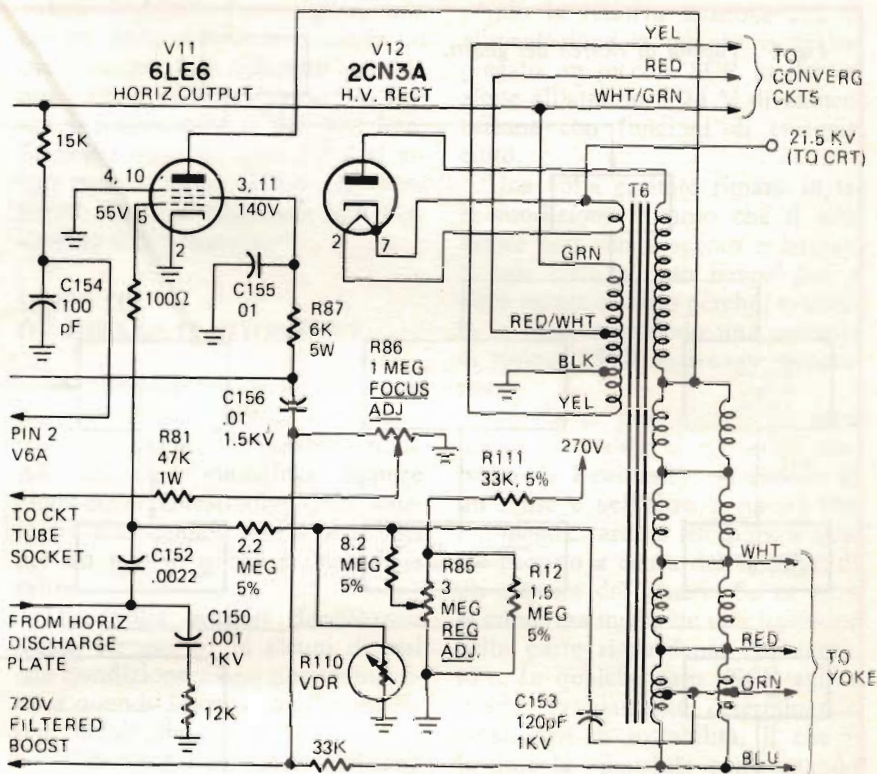 V11
6LE6
HORIZ OUTPUT
V12
2CN3A
H.V. RECT
YEL
RED
WHT/GRN
TO
CONVERG
CKTS
21.5 KV
(TO CRT)
15K
4, 10
55V
5
3, 11
140V
2
2
7
T6
GRN
C154
100
pF
100Ω
C155
01
R87
6K
5W
RED/WHT
BLK
YEL
R86
1 MEG
FOCUS
ADJ
C156
.01
1.5KV
PIN 2
V6A
R81
47K
1W
R111
33K, 5%
270V
TO CKT
TUBE
SOCKET
C152
.0022
2.2
MEG
5%
8.2
MEG
5%
R85
3
MEG
REG
ADJ.
R112
1.5
MEG
5%
WHT
RED
ORN
BLU
TO
YOKE
FROM HORIZ
DISCHARGE
PLATE
C150
.001
1KV
R110
VDR
C153
120pF
1KV
12K
720V
FILTERED
BOOST
33K